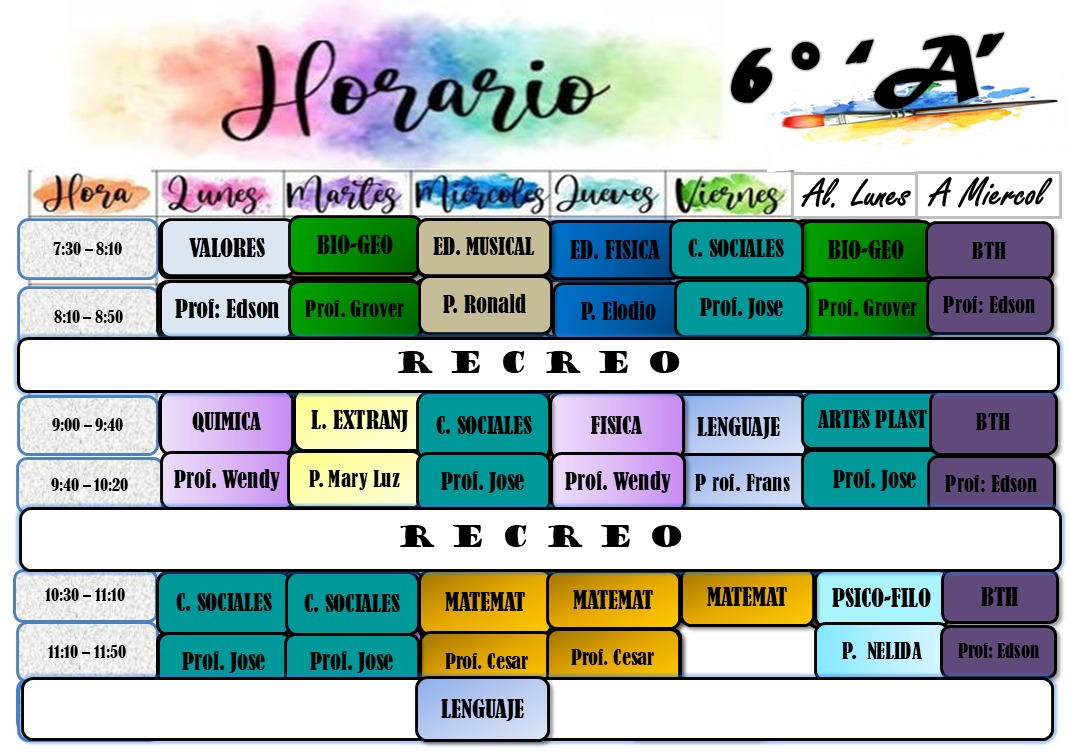 Horario
6° "A"
Hora Lunes Martes Miércoles Jueves Viernes Al. Lunes A Miercol
7:30 – 8:10 VALORES BIO-GEO ED. MUSICAL ED. FISICA C. SOCIALES BIO-GEO BTH
8:10 – 8:50 Prof: Edson Prof. Grover P. Ronald P. Elodio Prof. Jose Prof. Grover Prof: Edson
R E C R E O
9:00 – 9:40 QUIMICA L. EXTRANJ C. SOCIALES FISICA LENGUAJE ARTES PLAST BTH
9:40 – 10:20 Prof. Wendy P. Mary Luz Prof. Jose Prof. Wendy P rof. Frans Prof. Jose Prof: Edson
R E C R E O
10:30 – 11:10 C. SOCIALES C. SOCIALES MATEMAT MATEMAT MATEMAT PSICO-FILO BTH
11:10 – 11:50 Prof. Jose Prof. Jose Prof. Cesar Prof. Cesar P. NELIDA Prof: Edson
LENGUAJE